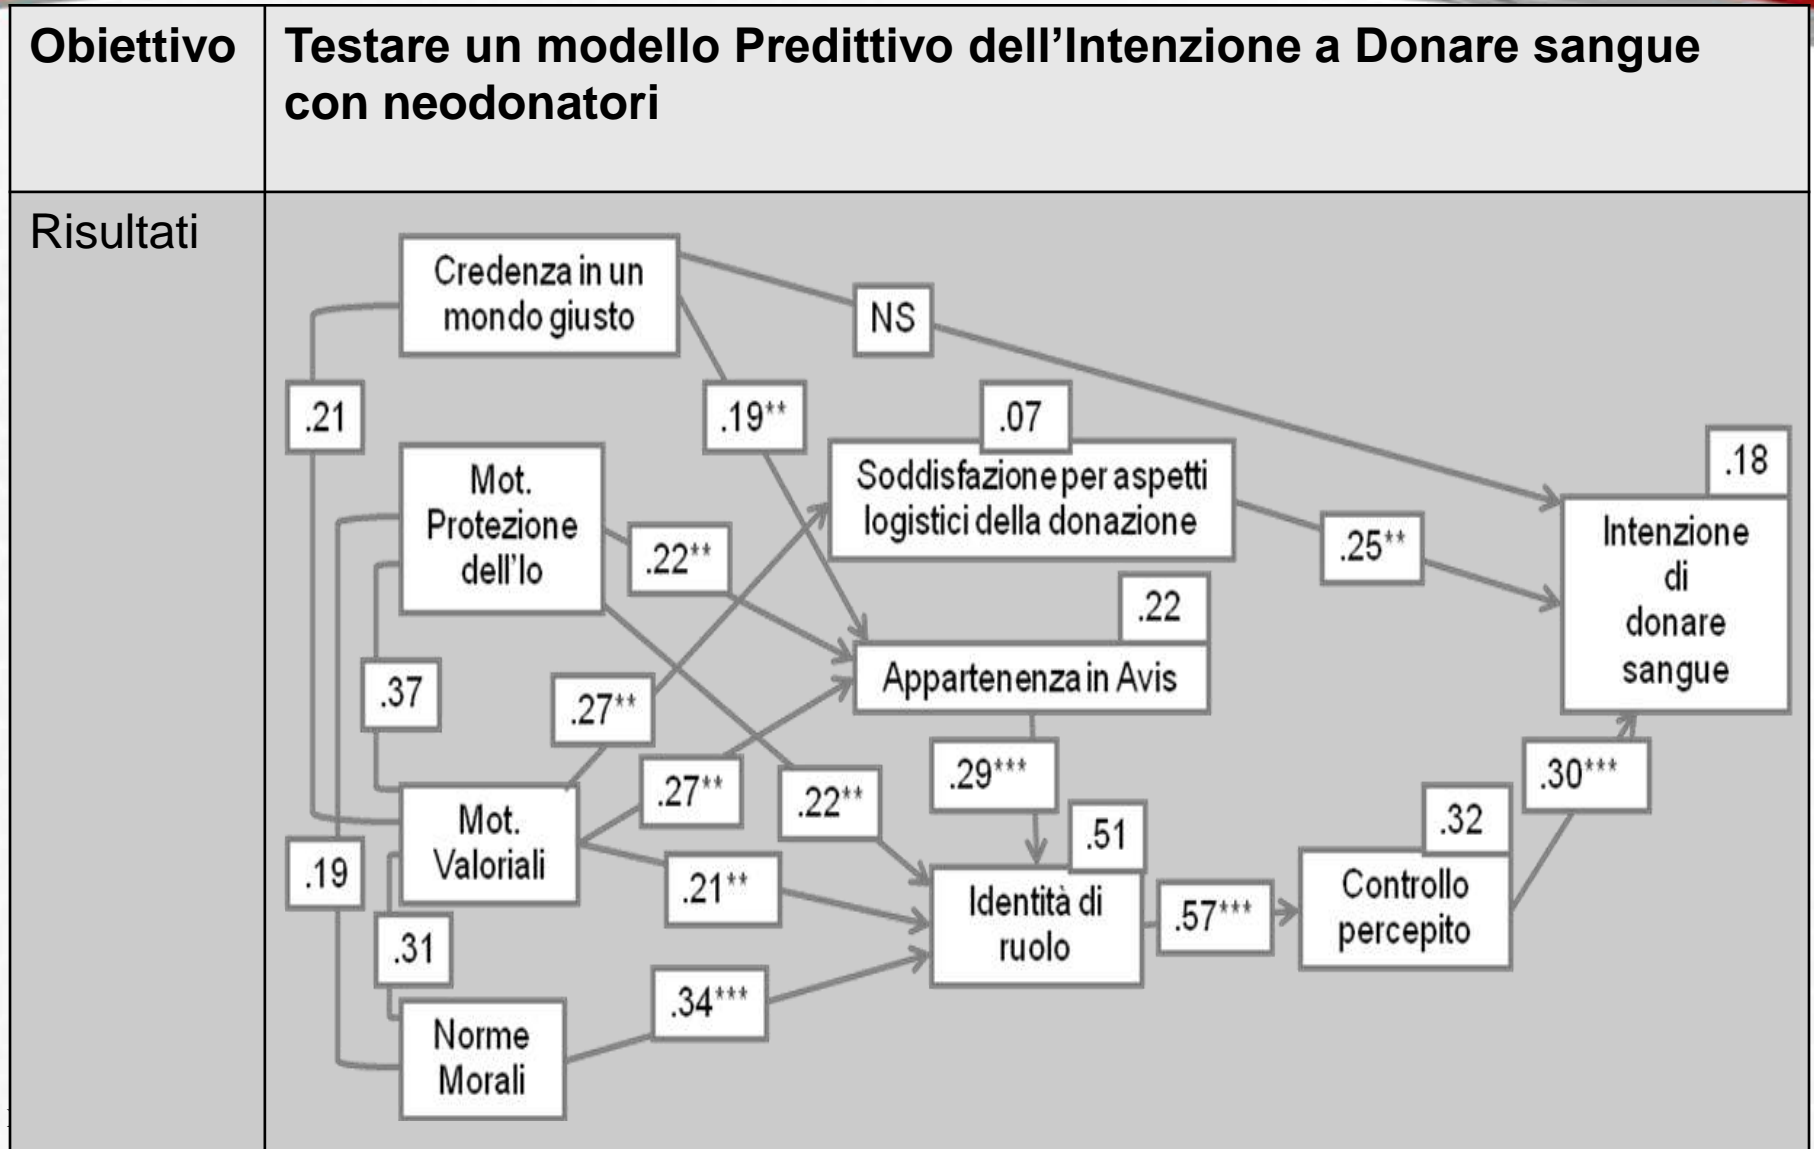 Obiettivo
Testare un modello Predittivo dell'Intenzione a Donare sangue
con neodonatori
Risultati
Credenza in un
mondo giusto
NS
.21
.19**
.07
Mot.
Protezione
dell'Io
Soddisfazione per aspetti
logistici della donazione
.18
Intenzione
di
donare
sangue
.22**
.25**
.22
Appartenenza in Avis
.37
.27**
.27**
.22**
.29***
.30***
Mot.
Valoriali
.51
.32
.19
.21**
Identità di
ruolo
.57***
Controllo
percepito
.31
.34***
Norme
Morali